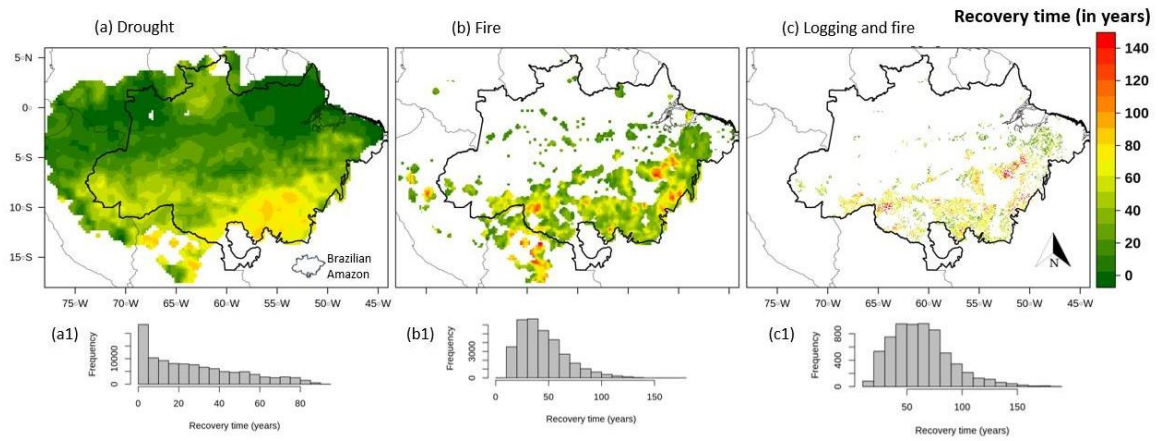 (a) Drought
(b) Fire
(c) Logging and fire
Recovery time (in years)
5°N
0°
5°S
10°S
15°S
75°W 70°W 65°W 60°W 55°W 50°W 45°W
75°W 70°W 65°W 60°W 55°W 50°W 45°W
Brazilian
Amazon
N
140
120
100
80
60
40
20
0
(a1)
Frequency
0 10000
0 20 40 60 80
Recovery time (years)
(b1)
Frequency
0 3000
0 50 100 150
Recovery time (years)
(c1)
Frequency
0 400 800
50 100 150
Recovery time (years)